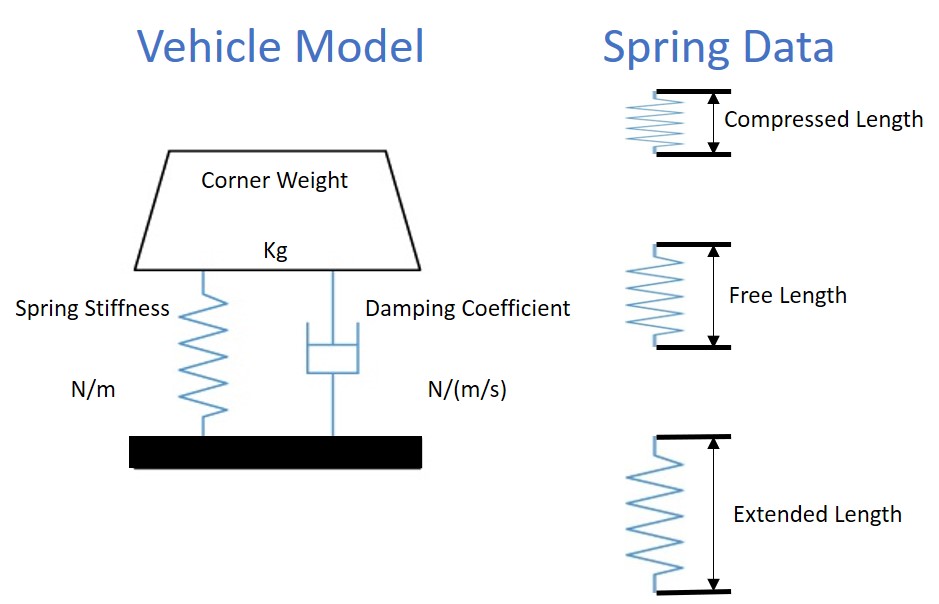 Vehicle Model
Corner Weight
Kg
Spring Stiffness
Damping Coefficient
N/m
N/(m/s)
Spring Data
Compressed Length
Free Length
Extended Length